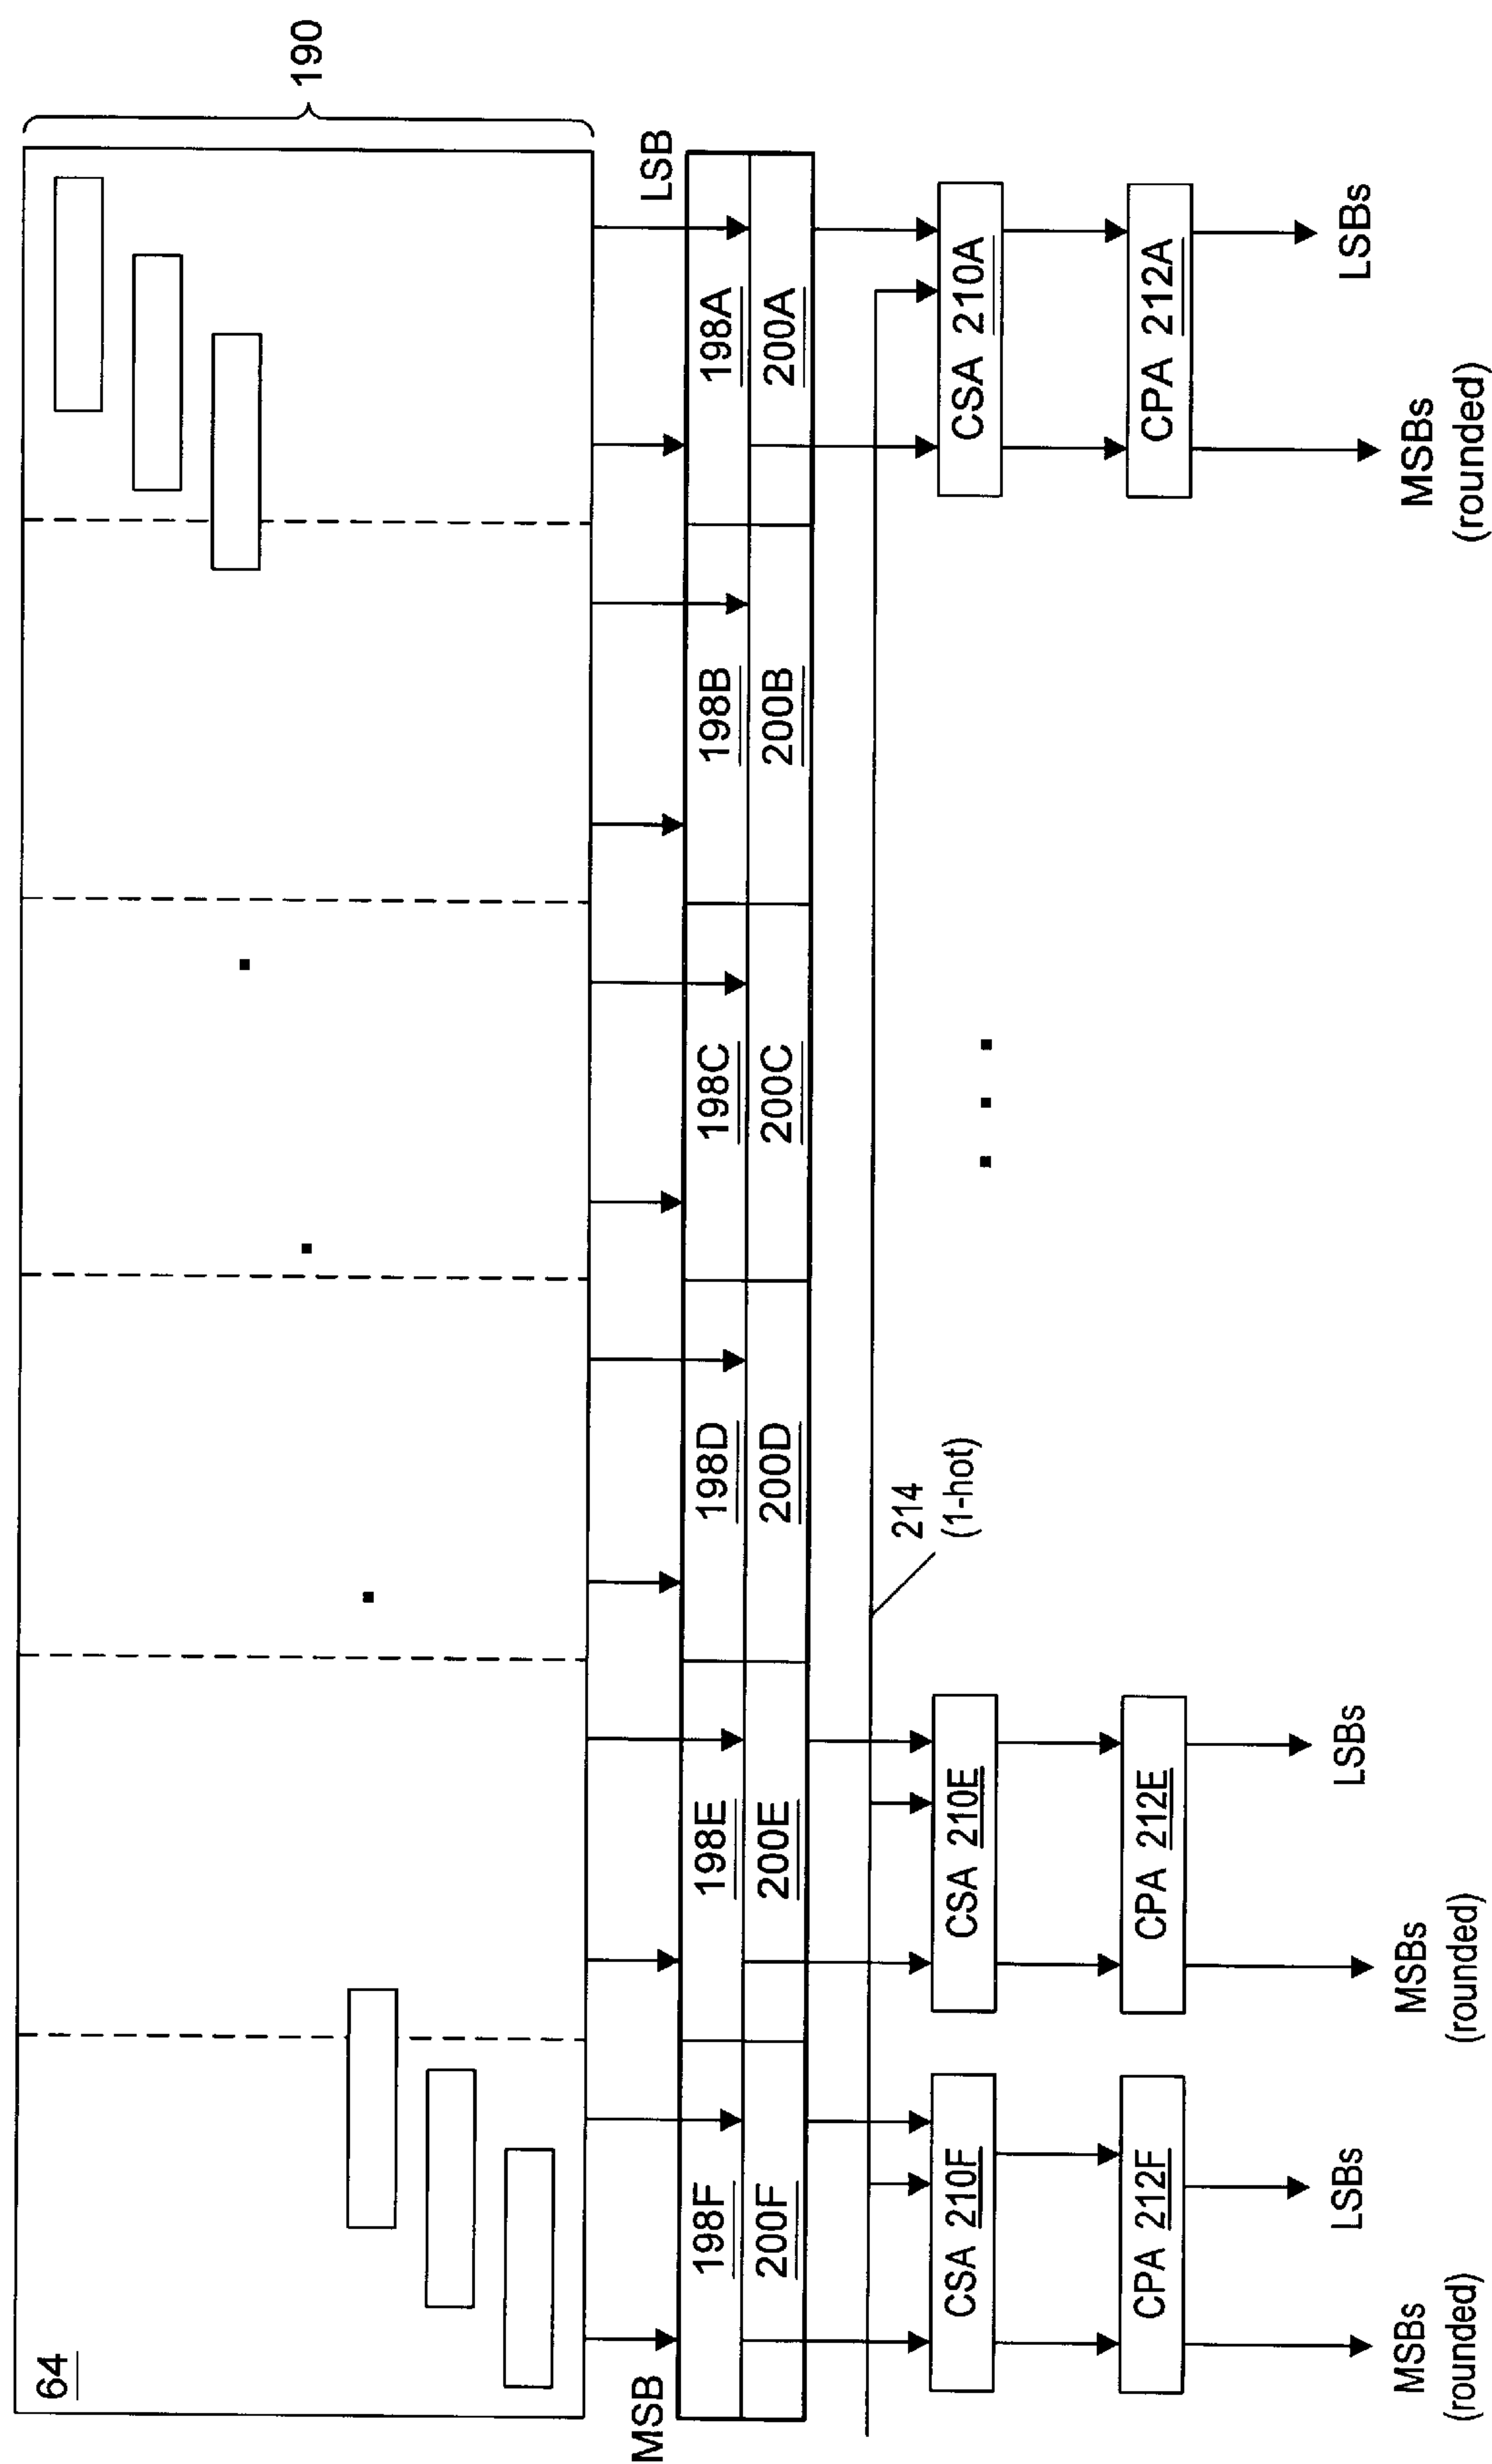 64
190
MSB
LSB
198F
198E
198D
198C
198B
198A
200F
200E
200D
200C
200B
200A
214
(1-hot)
CSA 210F
CSA 210E
CSA 210A
CPA 212F
CPA 212E
CPA 212A
MSBs
(rounded)
LSBs
MSBs
(rounded)
LSBs
MSBs
(rounded)
LSBs